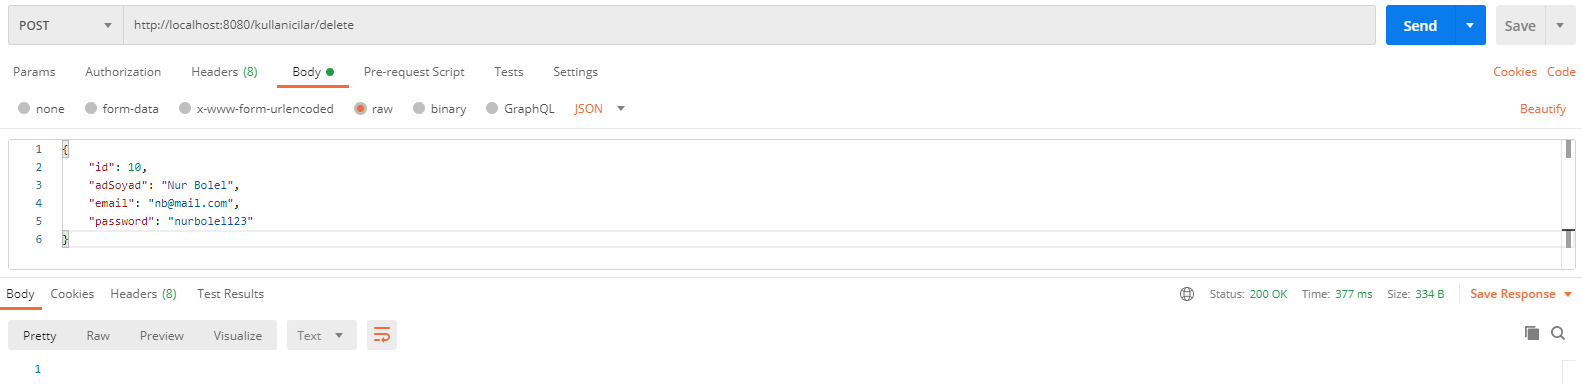 POST http://localhost:8080/kullanicilar/delete Send Save
Params Authorization Headers (8) Body Pre-request Script Tests Settings Cookies Code
none form-data x-www-form-urlencoded raw binary GraphQL JSON Beautify
1 {
2 "id": 10,
3 "adSoyad": "Nur Bolel",
4 "email": "nb@mail.com",
5 "password": "nurbolel123"
6 }
Body Cookies Headers (8) Test Results Status: 200 OK Time: 377 ms Size: 334 B Save Response
Pretty Raw Preview Visualize Text
1